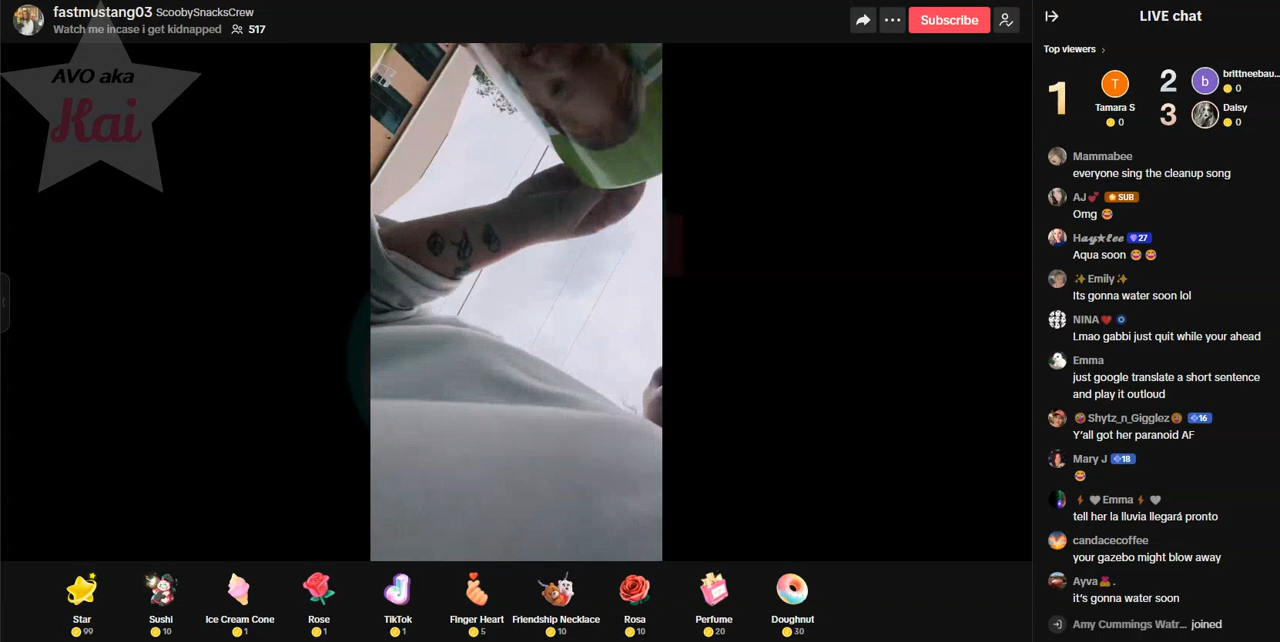 fastmustang03 ScoobySnacksCrew
Watch me incase i get kidnapped 517
Subscribe
LIVE chat
AVO aka
Kai
Top viewers
1
T
Tamara S
0
2
b
brittneebau...
0
3
Daisy
0
Mammabee
everyone sing the cleanup song
AJ💕 SUB
Omg 😂
H𝒶𝓎★𝓁𝑒𝑒 27
Aqua soon 😂 😂
✨Emily✨
Its gonna water soon lol
NINA❤️
Lmao gabbi just quit while your ahead
Emma
just google translate a short sentence
and play it outloud
Shytz_n_Gigglez 16
Y'all got her paranoid AF
Mary J 18
😂
⚡🤍Emma⚡🤍
tell her la lluvia llegará pronto
candacecoffee
your gazebo might blow away
Ayva .
it's gonna water soon
Amy Cummings Watr... joined
Star
99
Sushi
10
Ice Cream Cone
1
Rose
1
TikTok
1
Finger Heart
5
Friendship Necklace
10
Rosa
10
Perfume
20
Doughnut
30